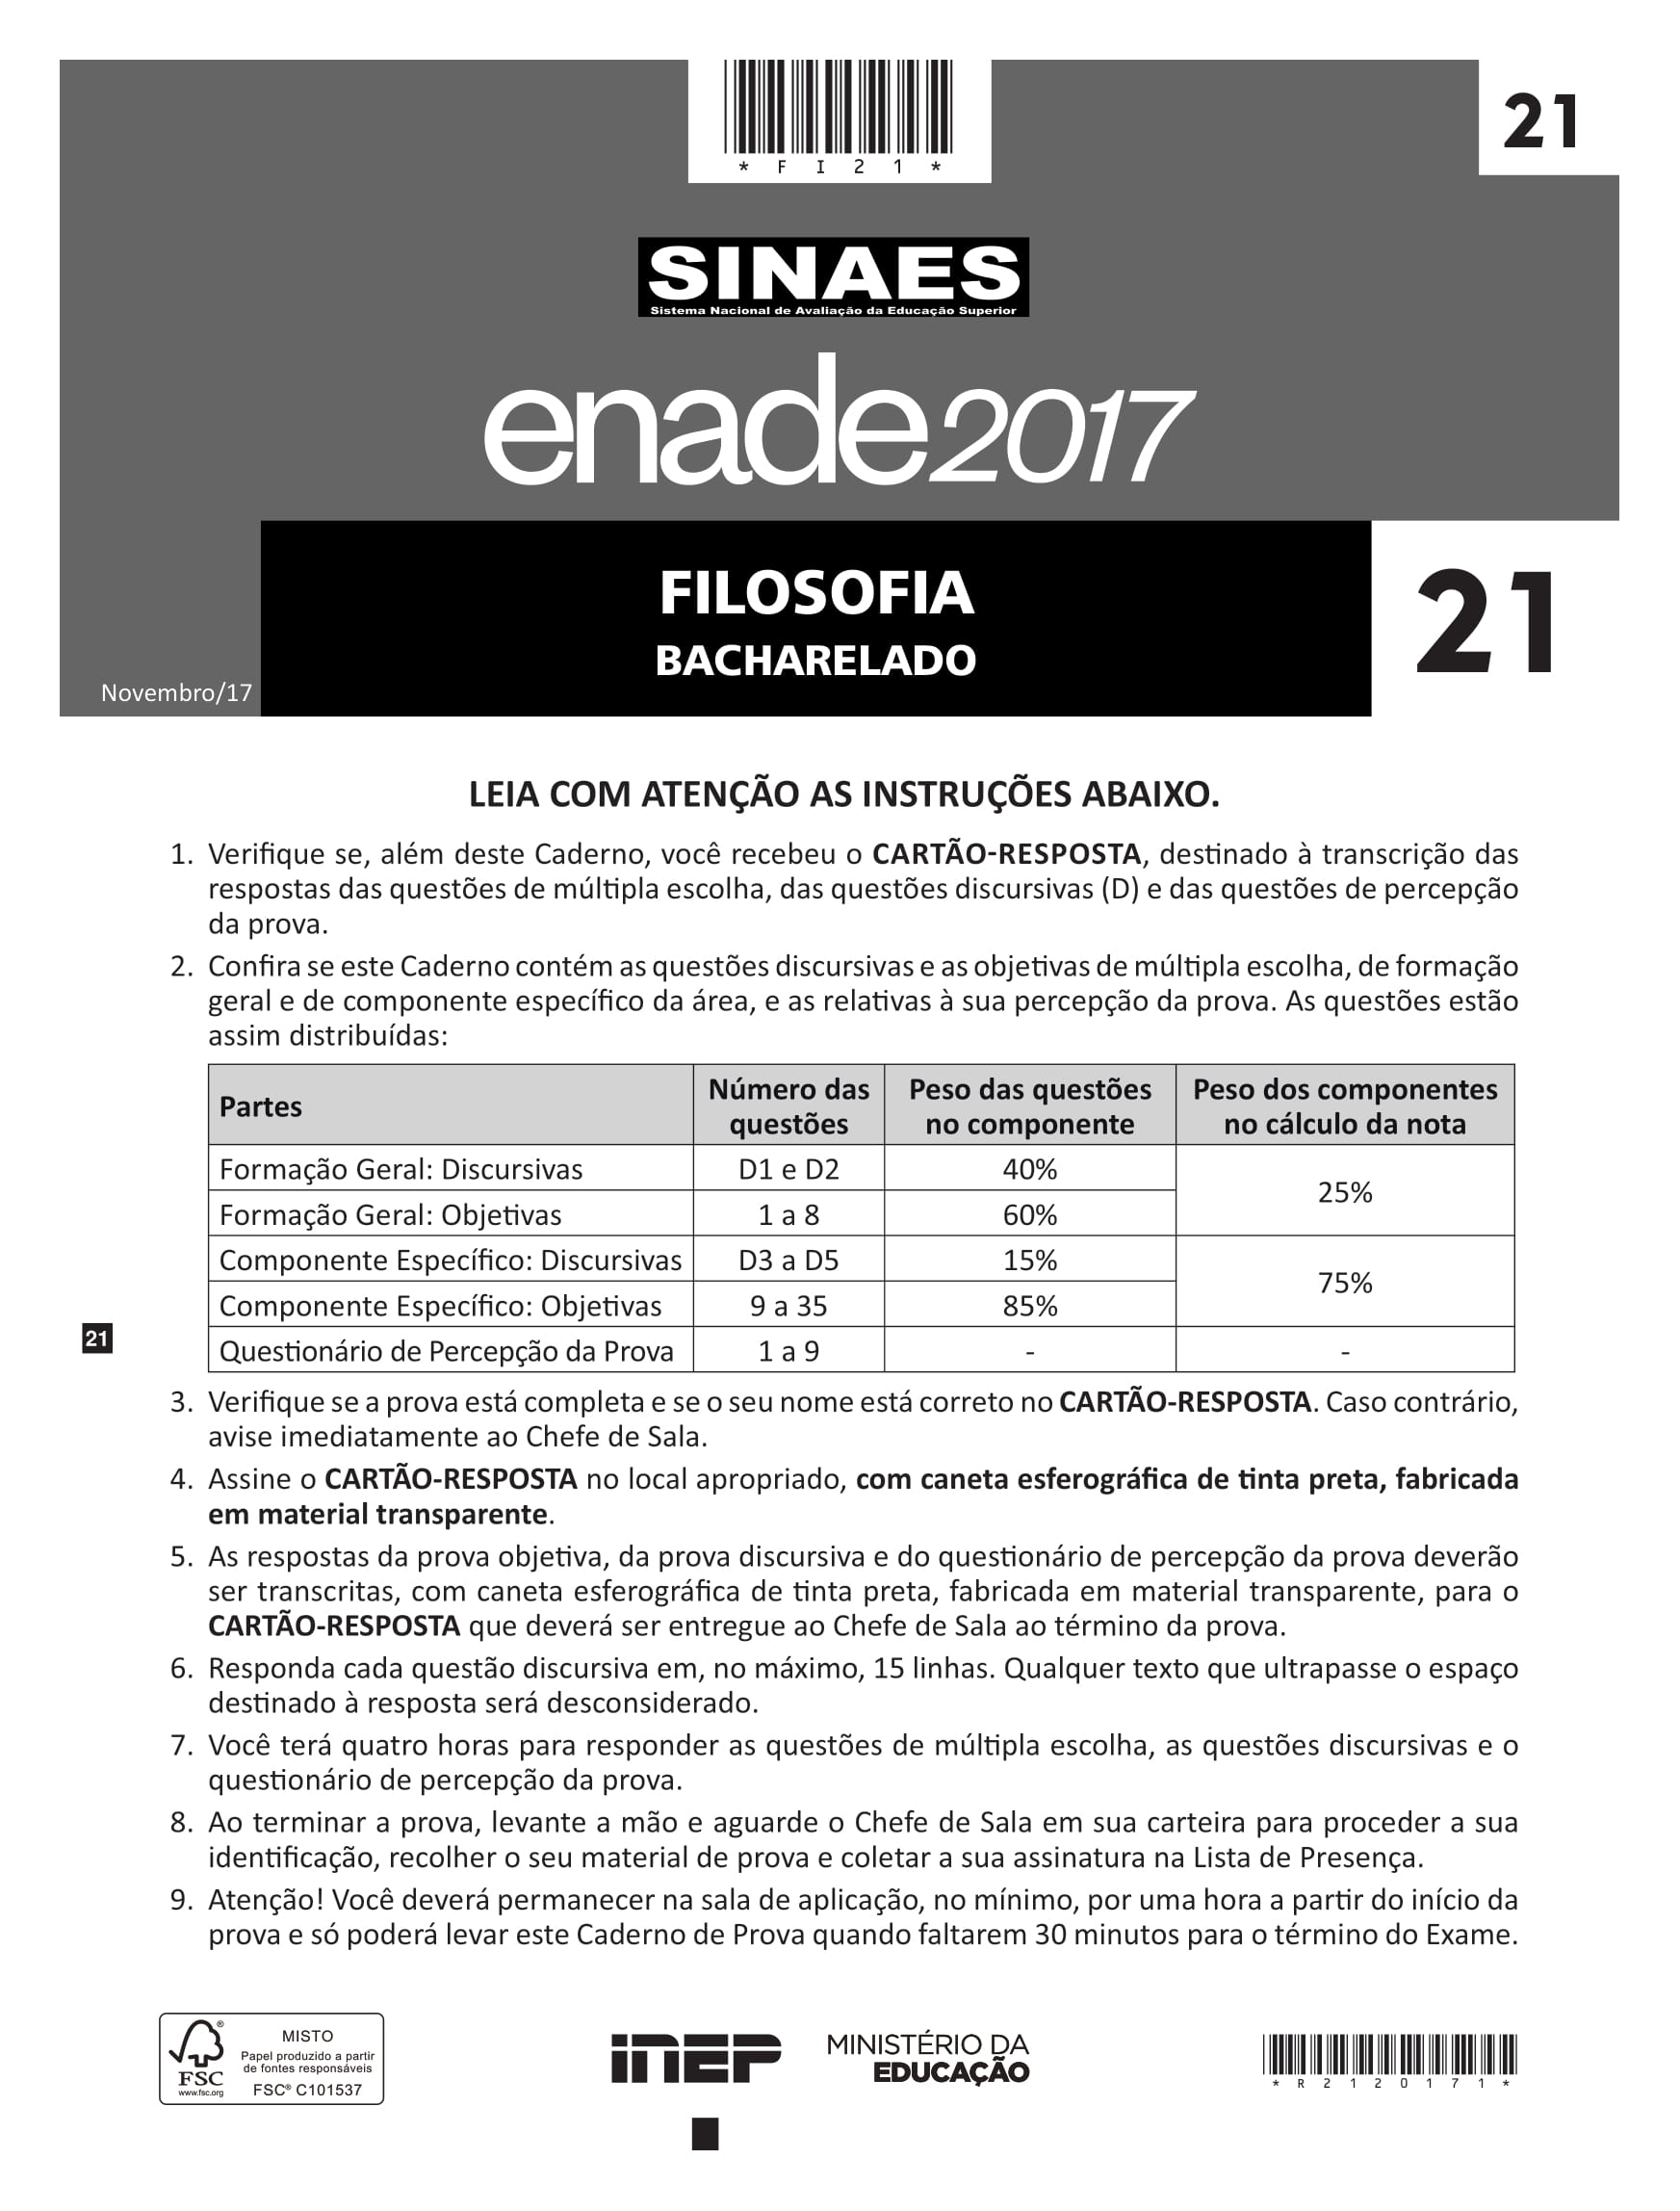 * F I 2 1 *
21
SINAES
Sistema Nacional de Avaliação da Educação Superior
enade2017
FILOSOFIA
BACHARELADO
21
Novembro/17
LEIA COM ATENÇÃO AS INSTRUÇÕES ABAIXO.
1. Verifique se, além deste Caderno, você recebeu o CARTÃO-RESPOSTA, destinado à transcrição das
respostas das questões de múltipla escolha, das questões discursivas (D) e das questões de percepção
da prova.
2. Confira se este Caderno contém as questões discursivas e as objetivas de múltipla escolha, de formação
geral e de componente específico da área, e as relativas à sua percepção da prova. As questões estão
assim distribuídas:
Partes Número das questões Peso das questões no componente Peso dos componentes no cálculo da nota
Formação Geral: Discursivas D1 e D2 40% 25%
Formação Geral: Objetivas 1 a 8 60%
Componente Específico: Discursivas D3 a D5 15% 75%
Componente Específico: Objetivas 9 a 35 85%
Questionário de Percepção da Prova 1 a 9 - -
21
3. Verifique se a prova está completa e se o seu nome está correto no CARTÃO-RESPOSTA. Caso contrário,
avise imediatamente ao Chefe de Sala.
4. Assine o CARTÃO-RESPOSTA no local apropriado, com caneta esferográfica de tinta preta, fabricada
em material transparente.
5. As respostas da prova objetiva, da prova discursiva e do questionário de percepção da prova deverão
ser transcritas, com caneta esferográfica de tinta preta, fabricada em material transparente, para o
CARTÃO-RESPOSTA que deverá ser entregue ao Chefe de Sala ao término da prova.
6. Responda cada questão discursiva em, no máximo, 15 linhas. Qualquer texto que ultrapasse o espaço
destinado à resposta será desconsiderado.
7. Você terá quatro horas para responder as questões de múltipla escolha, as questões discursivas e o
questionário de percepção da prova.
8. Ao terminar a prova, levante a mão e aguarde o Chefe de Sala em sua carteira para proceder a sua
identificação, recolher o seu material de prova e coletar a sua assinatura na Lista de Presença.
9. Atenção! Você deverá permanecer na sala de aplicação, no mínimo, por uma hora a partir do início da
prova e só poderá levar este Caderno de Prova quando faltarem 30 minutos para o término do Exame.
FSC®
www.fsc.org
MISTO
Papel produzido a partir
de fontes responsáveis
FSC® C101537
INEP
MINISTÉRIO DA
EDUCAÇÃO
* R 2 1 2 0 1 7 1 *